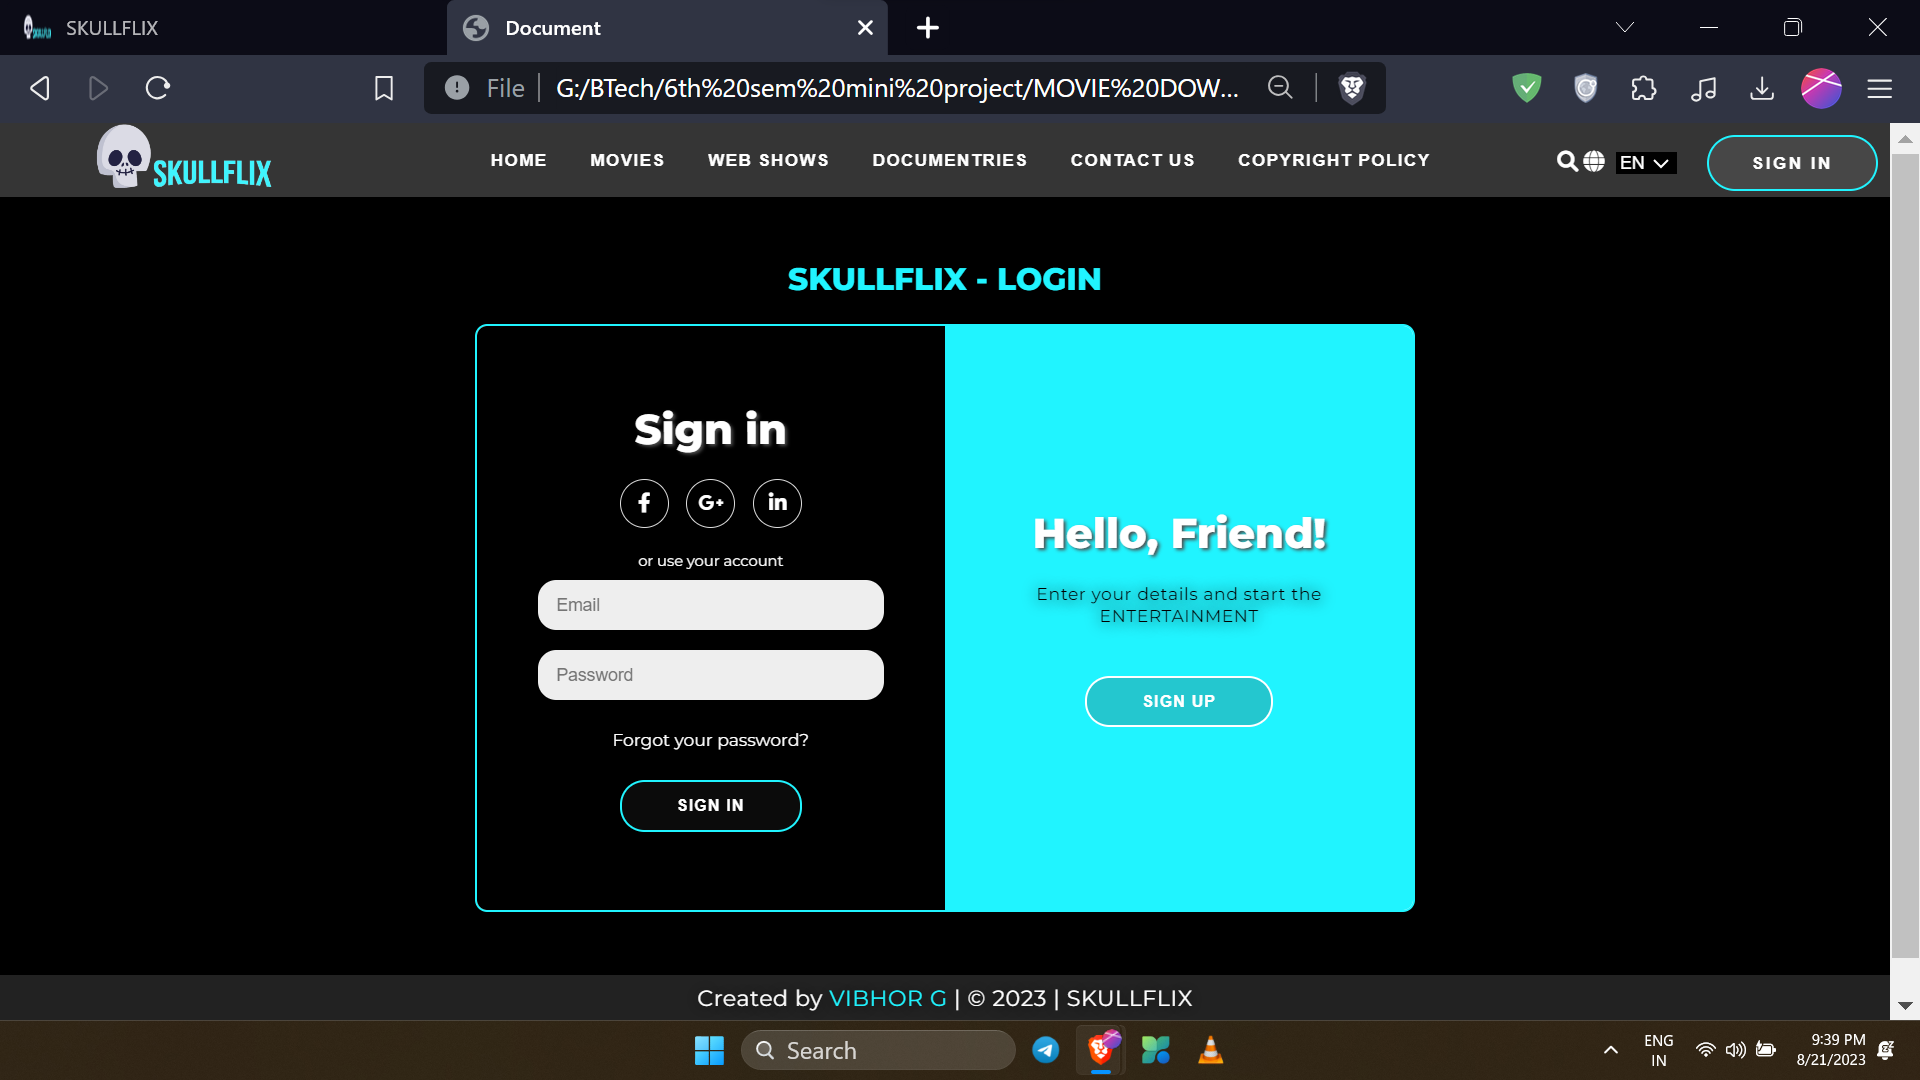 SKULLFLIX
Document
File G:/BTech/6th%20sem%20mini%20project/MOVIE%20DOW...
SKULLFLIX
HOME MOVIES WEB SHOWS DOCUMENTRIES CONTACT US COPYRIGHT POLICY EN SIGN IN
SKULLFLIX - LOGIN
Sign in
f G+ in
or use your account
Email
Password
Forgot your password?
SIGN IN
Hello, Friend!
Enter your details and start the
ENTERTAINMENT
SIGN UP
Created by VIBHOR G | © 2023 | SKULLFLIX
Search
ENG
IN
9:39 PM
8/21/2023